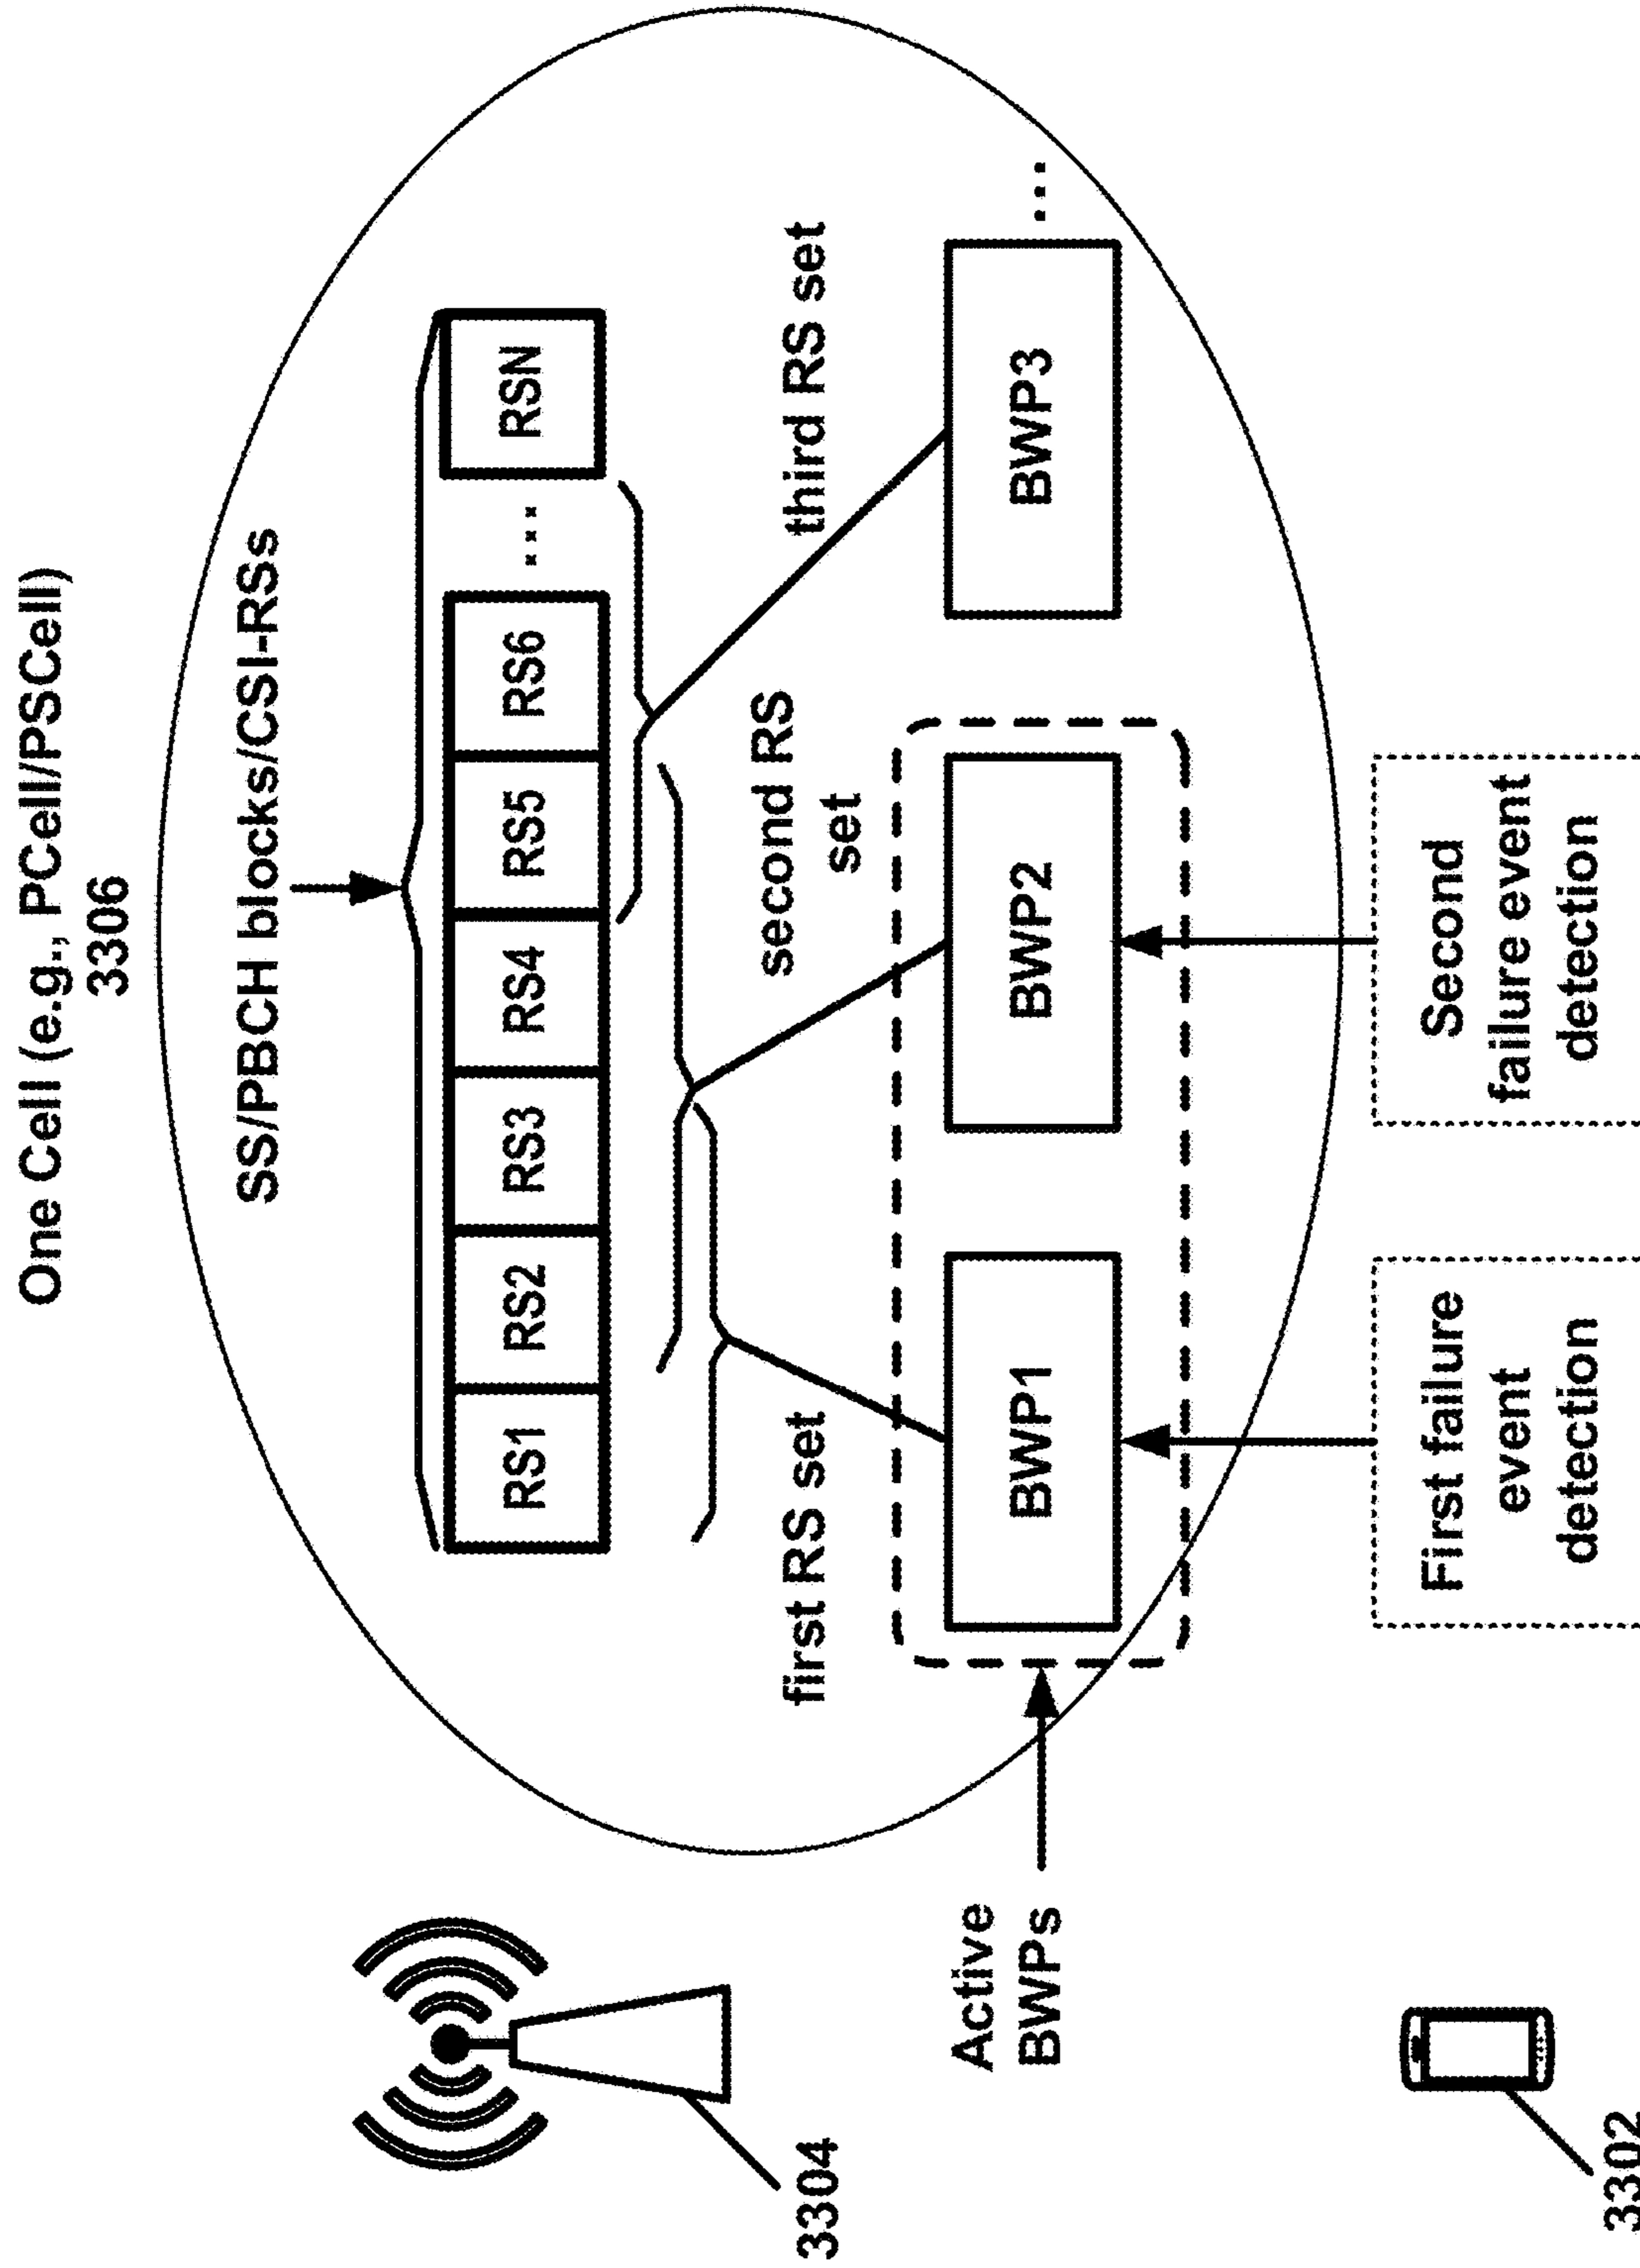 One Cell (e.g., PCell/PSCell)
3306
SS/PBCH blocks/CSI-RSs
RS1 RS2 RS3 RS4 RS5 RS6 ... RSN
first RS set
second RS
set
third RS set
Active
BWPs
BWP1
BWP2
BWP3
...
First failure
event
detection
Second
failure event
detection
3304
3302